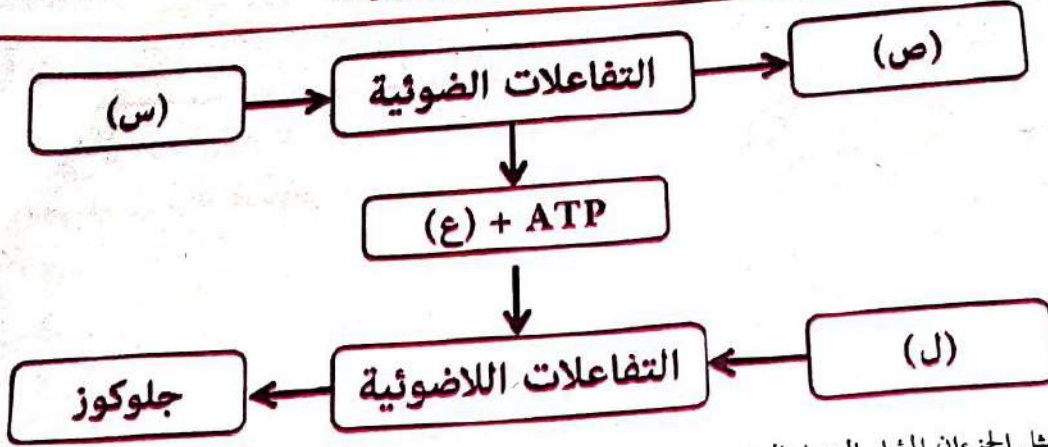 (س)
التفاعلات الضوئية
(ص)
(ع) + ATP
جلوكوز
التفاعلات اللاضوئية
(ل)